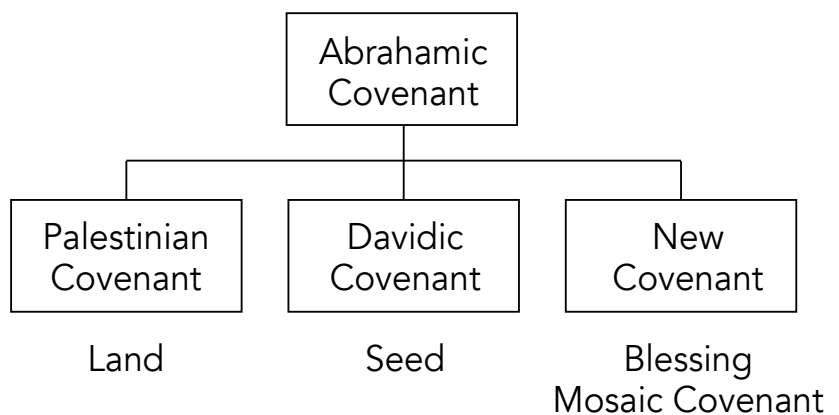 Abrahamic
Covenant
Palestinian
Covenant
Davidic
Covenant
New
Covenant
Land
Seed
Blessing
Mosaic Covenant